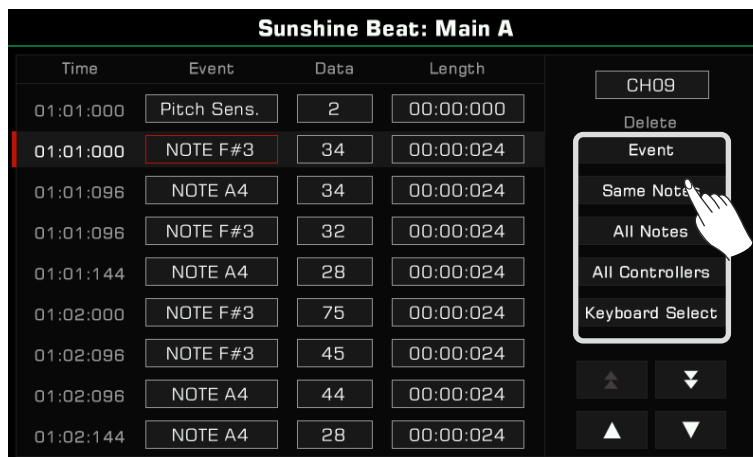 Sunshine Beat: Main A
Time Event Data Length
01:01:000 Pitch Sens. 2 00:00:000
01:01:000 NOTE F#3 34 00:00:024
01:01:096 NOTE A4 34 00:00:024
01:01:096 NOTE F#3 32 00:00:024
01:01:144 NOTE A4 28 00:00:024
01:02:000 NOTE F#3 75 00:00:024
01:02:096 NOTE F#3 45 00:00:024
01:02:096 NOTE A4 44 00:00:024
01:02:144 NOTE A4 28 00:00:024
CH09
Delete
Event
Same Notes
All Notes
All Controllers
Keyboard Select